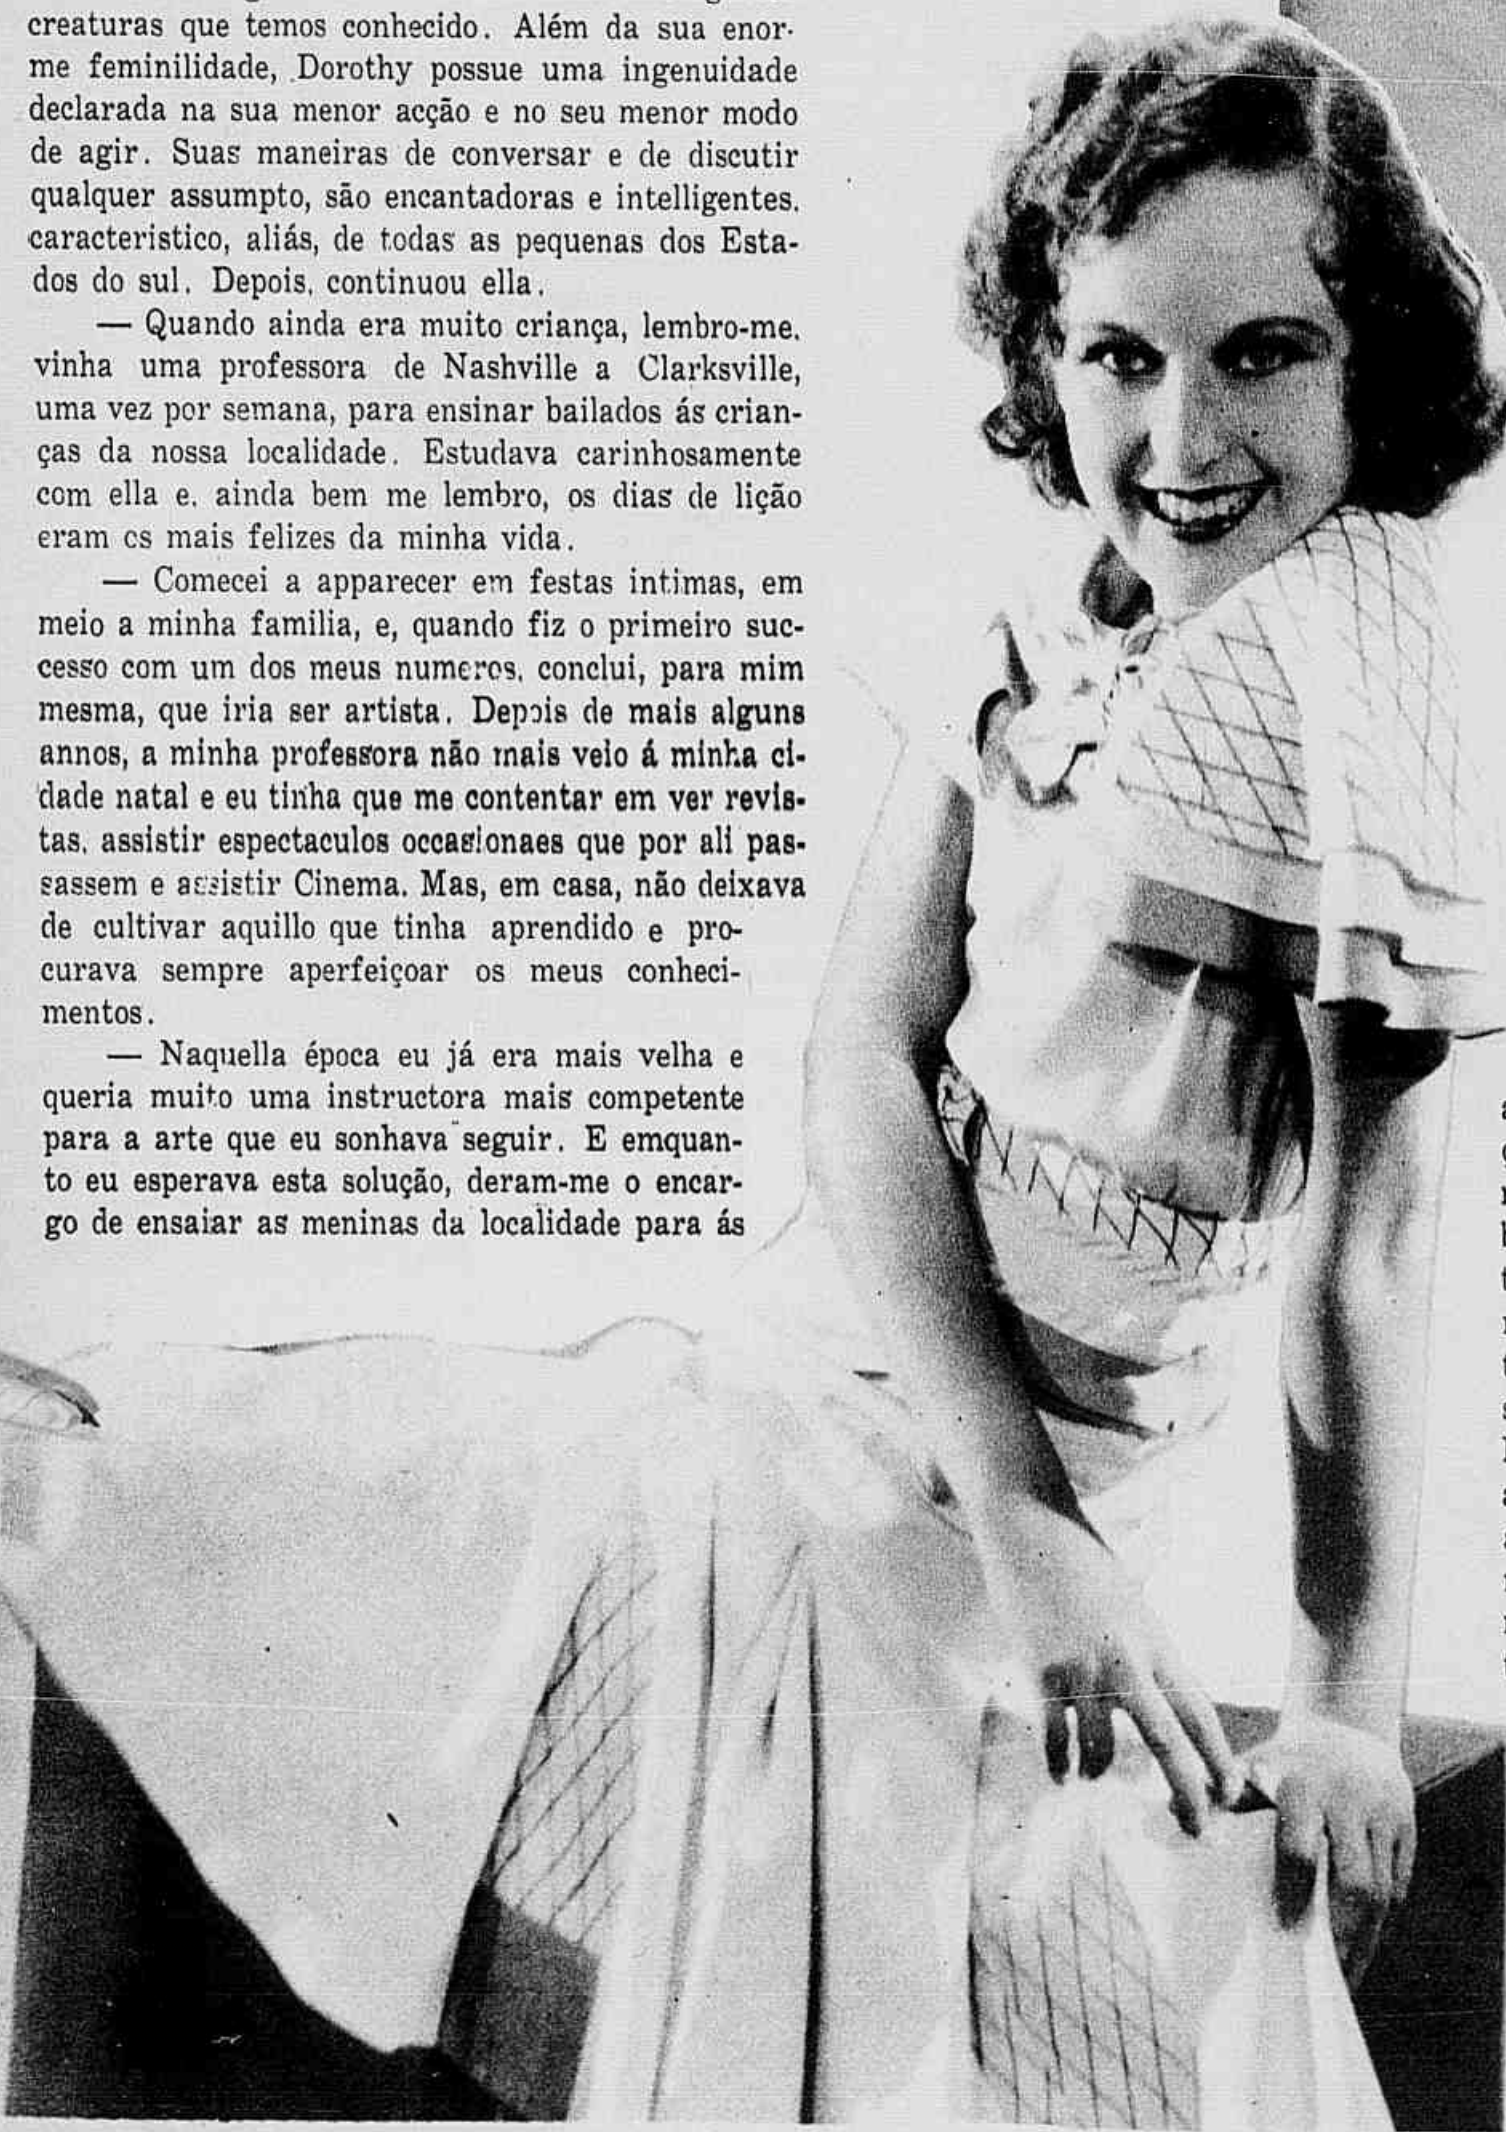 creaturas que temos conhecido. Além da sua enor-
me feminilidade, Dorothy possue uma ingenuidade
declarada na sua menor acção e no seu menor modo
de agir. Suas maneiras de conversar e de discutir
qualquer assumpto, são encantadoras e intelligentes.
caracteristico, aliás, de todas as pequenas dos Esta-
dos do sul. Depois, continuou ella.
— Quando ainda era muito criança, lembro-me.
vinha uma professora de Nashville a Clarksville,
uma vez por semana, para ensinar bailados ás crian-
ças da nossa localidade. Estudava carinhosamente
com ella e. ainda bem me lembro, os dias de lição
eram os mais felizes da minha vida.
— Comecei a apparecer em festas intimas, em
meio a minha familia, e, quando fiz o primeiro suc-
cesso com um dos meus numeros, conclui, para mim
mesma, que iria ser artista. Depois de mais alguns
annos, a minha professora não mais veio á minha ci-
dade natal e eu tinha que me contentar em ver revis-
tas, assistir espectaculos occasionaes que por ali pas-
sassem e assistir Cinema. Mas, em casa, não deixava
de cultivar aquillo que tinha aprendido e pro-
curava sempre aperfeiçoar os meus conheci-
mentos.
— Naquella época eu já era mais velha e
queria muito uma instructora mais competente
para a arte que eu sonhava seguir. E emquan-
to eu esperava esta solução, deram-me o encar-
go de ensaiar as meninas da localidade para ás